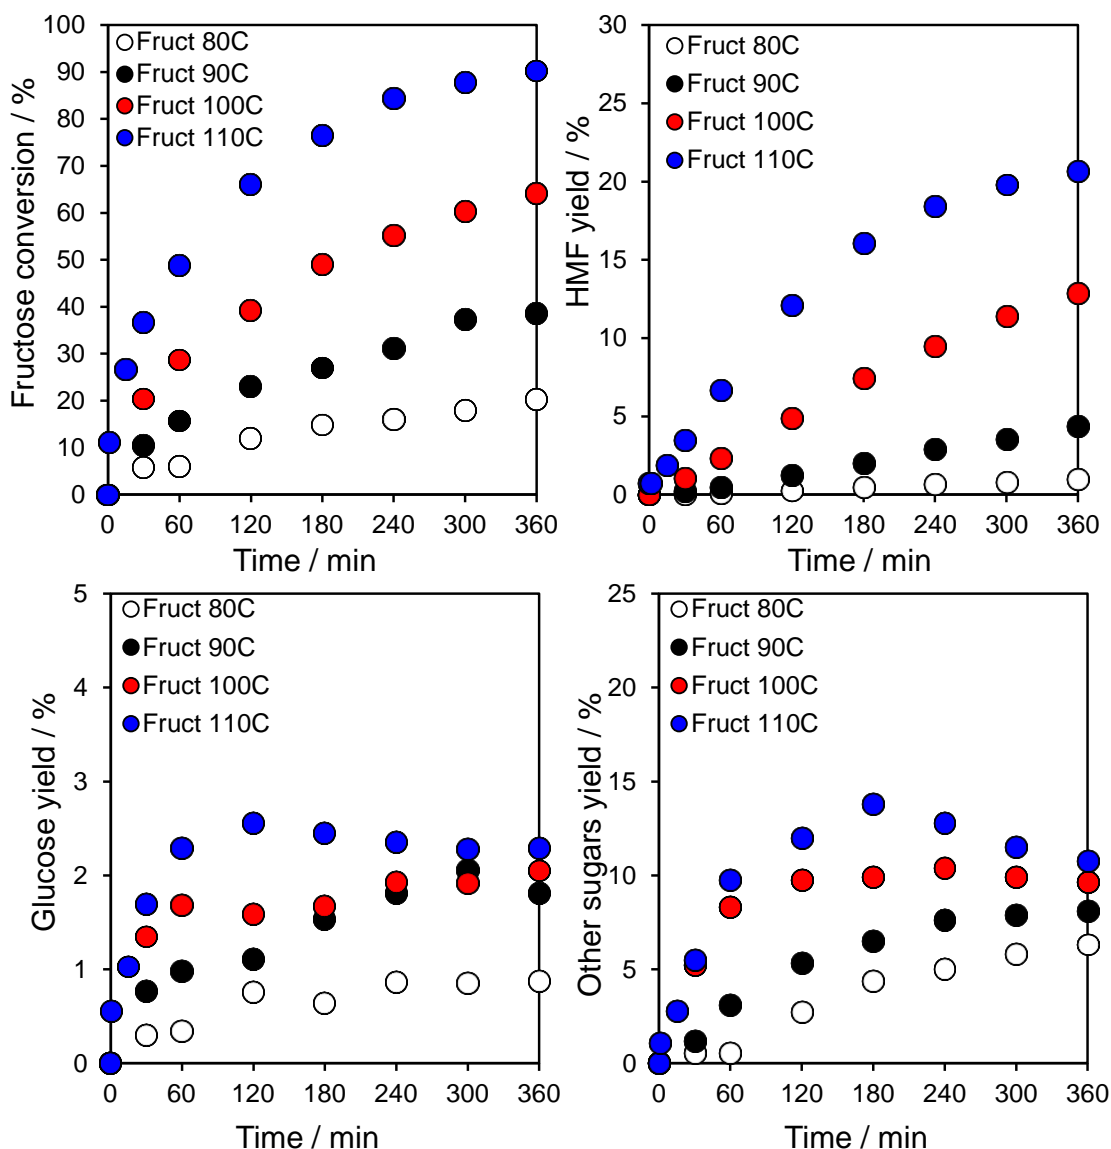 100
90
80
70
60
50
40
30
20
10
0
Fructose conversion / %
Fruct 80C
Fruct 90C
Fruct 100C
Fruct 110C
0 60 120 180 240 300 360
Time / min
30
25
20
15
10
5
0
HMF yield / %
Fruct 80C
Fruct 90C
Fruct 100C
Fruct 110C
0 60 120 180 240 300 360
Time / min
5
4
3
2
1
0
Glucose yield / %
Fruct 80C
Fruct 90C
Fruct 100C
Fruct 110C
0 60 120 180 240 300 360
Time / min
25
20
15
10
5
0
Other sugars yield / %
Fruct 80C
Fruct 90C
Fruct 100C
Fruct 110C
0 60 120 180 240 300 360
Time / min